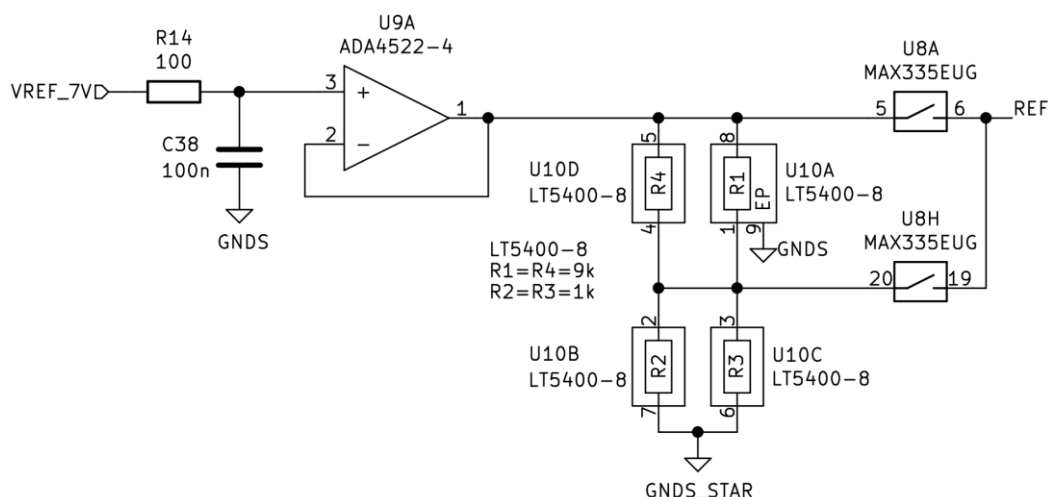 U9A
ADA4522-4
R14
100
VREF_7V
3
+
1
2
−
C38
100n
GNDS
U8A
MAX335EUG
5
6
REF
U10D
LT5400-8
5
R4
4
8
R1
EP
1
9
U10A
LT5400-8
GNDS
LT5400-8
R1=R4=9k
R2=R3=1k
U8H
MAX335EUG
20
19
U10B
LT5400-8
2
R2
7
3
R3
6
U10C
LT5400-8
GNDS_STAR